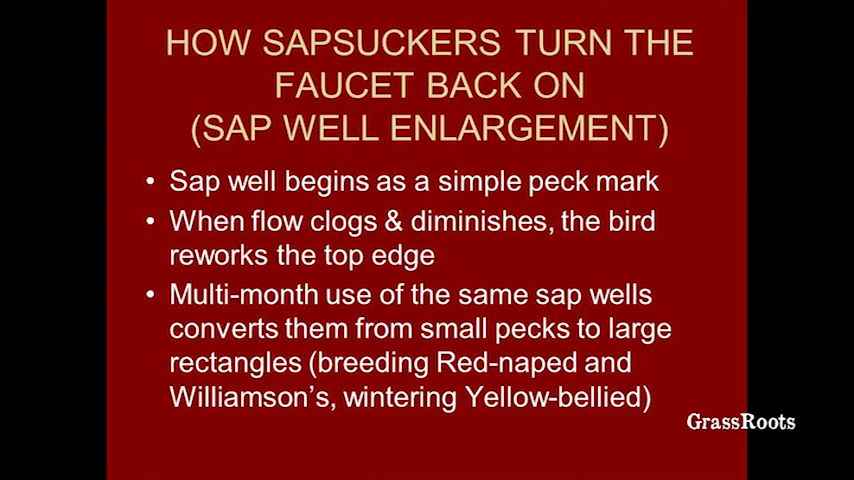 HOW SAPSUCKERS TURN THE
FAUCET BACK ON
(SAP WELL ENLARGEMENT)
• Sap well begins as a simple peck mark
• When flow clogs & diminishes, the bird
reworks the top edge
• Multi-month use of the same sap wells
converts them from small pecks to large
rectangles (breeding Red-naped and
Williamson's, wintering Yellow-bellied)
GrassRoots